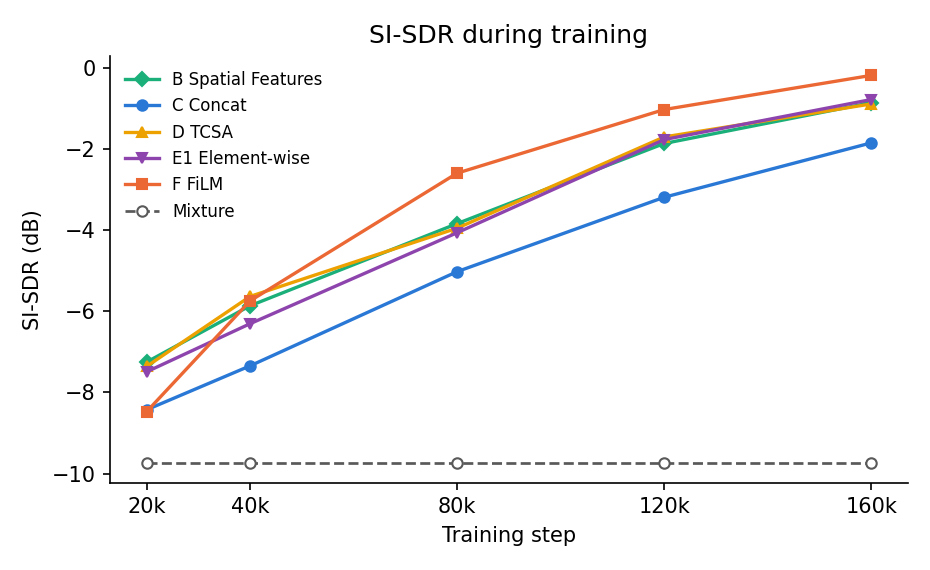 SI-SDR during training
SI-SDR (dB)
0
−2
−4
−6
−8
−10
B Spatial Features
C Concat
D TCSA
E1 Element-wise
F FiLM
Mixture
20k 40k 80k 120k 160k
Training step